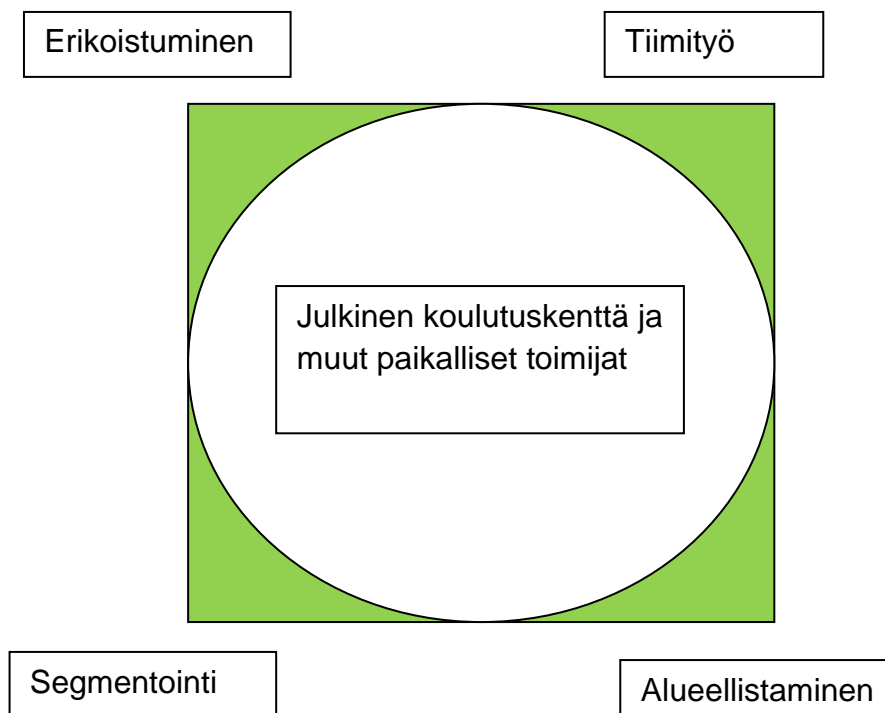 Erikoistuminen
Tiimityö
Julkinen koulutuskenttä ja
muut paikalliset toimijat
Segmentointi
Alueellistaminen